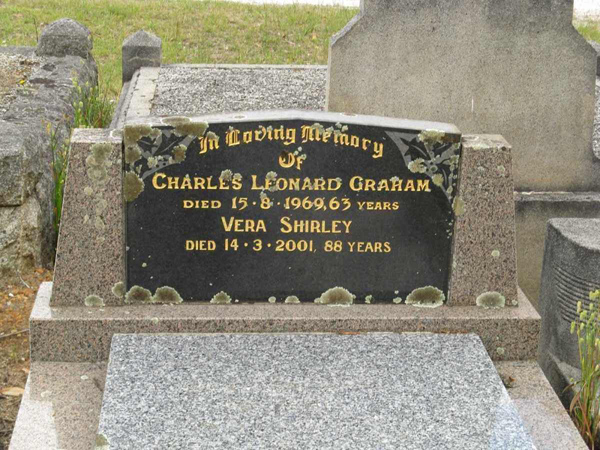 In Loving Memory
Of
CHARLES LEONARD GRAHAM
DIED 15·8·1969, 63 YEARS
VERA SHIRLEY
DIED 14·3·2001, 88 YEARS